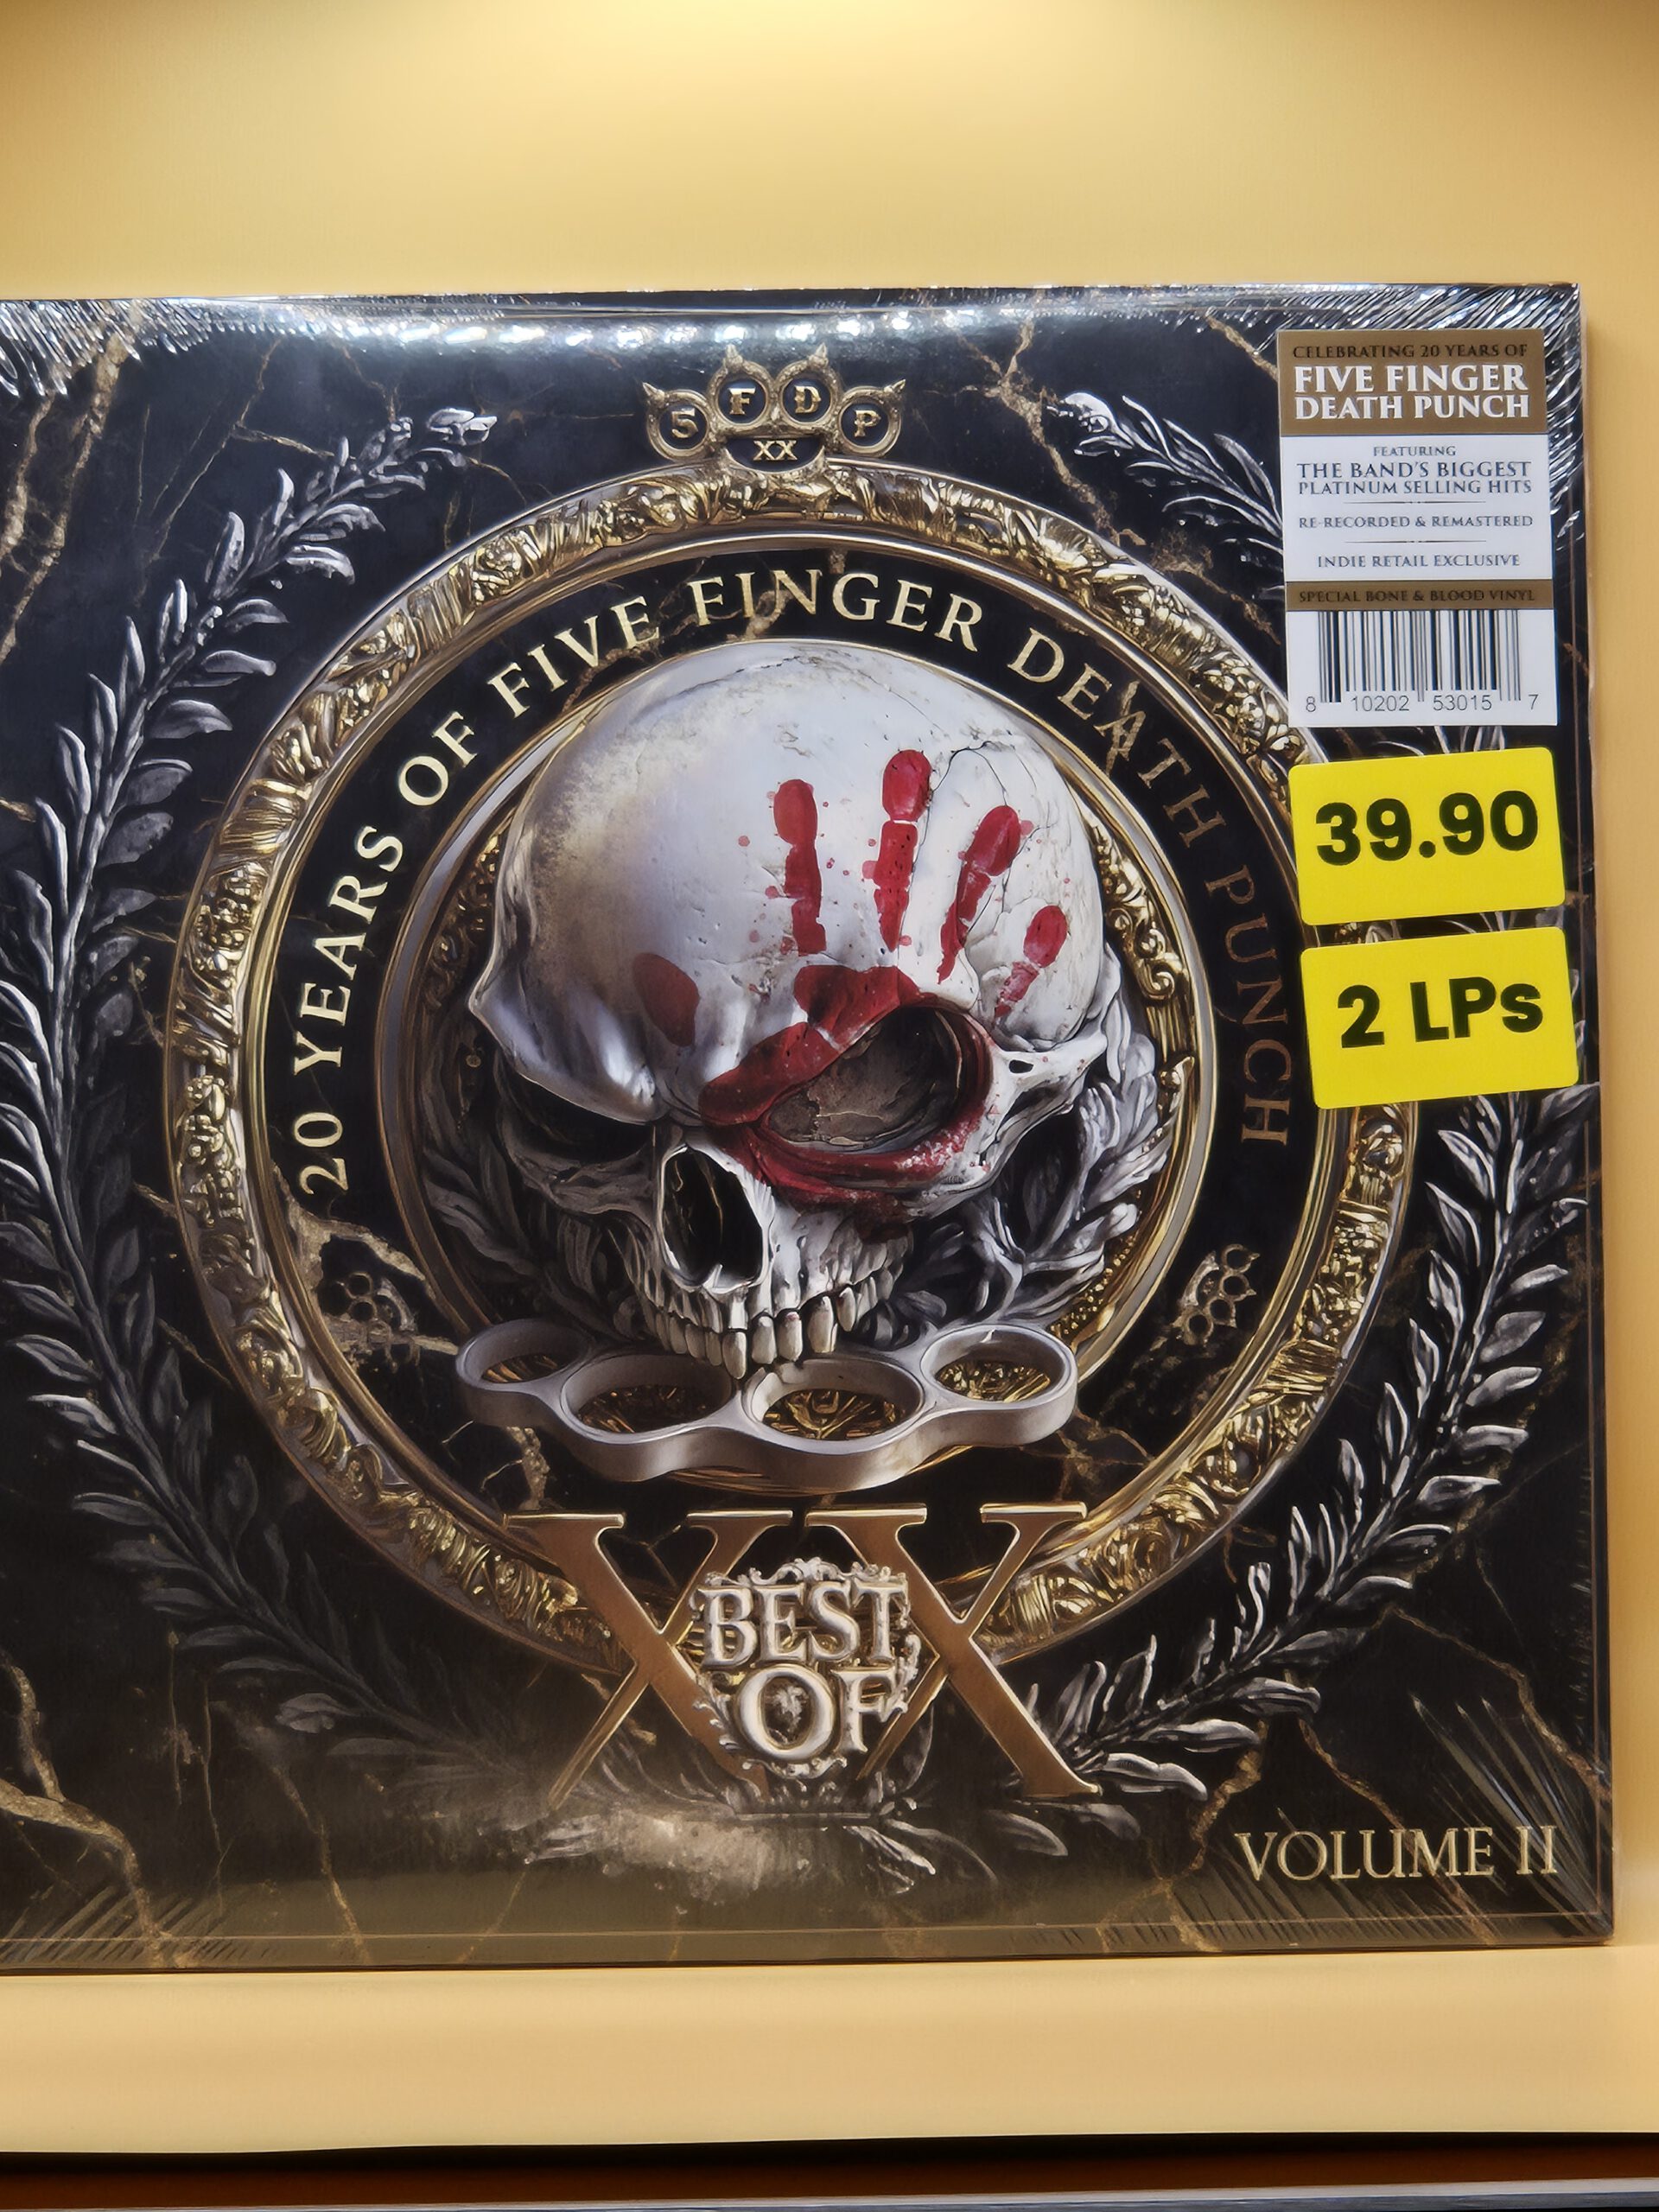 5 F D P
XX
20 YEARS OF FIVE FINGER DEATH PUNCH
XX
BEST
OF
VOLUME II
CELEBRATING 20 YEARS OF
FIVE FINGER
DEATH PUNCH
FEATURING
THE BAND'S BIGGEST
PLATINUM SELLING HITS
RE-RECORDED & REMASTERED
INDIE RETAIL EXCLUSIVE
SPECIAL BONE & BLOOD VINYL
8 10202 53015 7
39.90
2 LPs